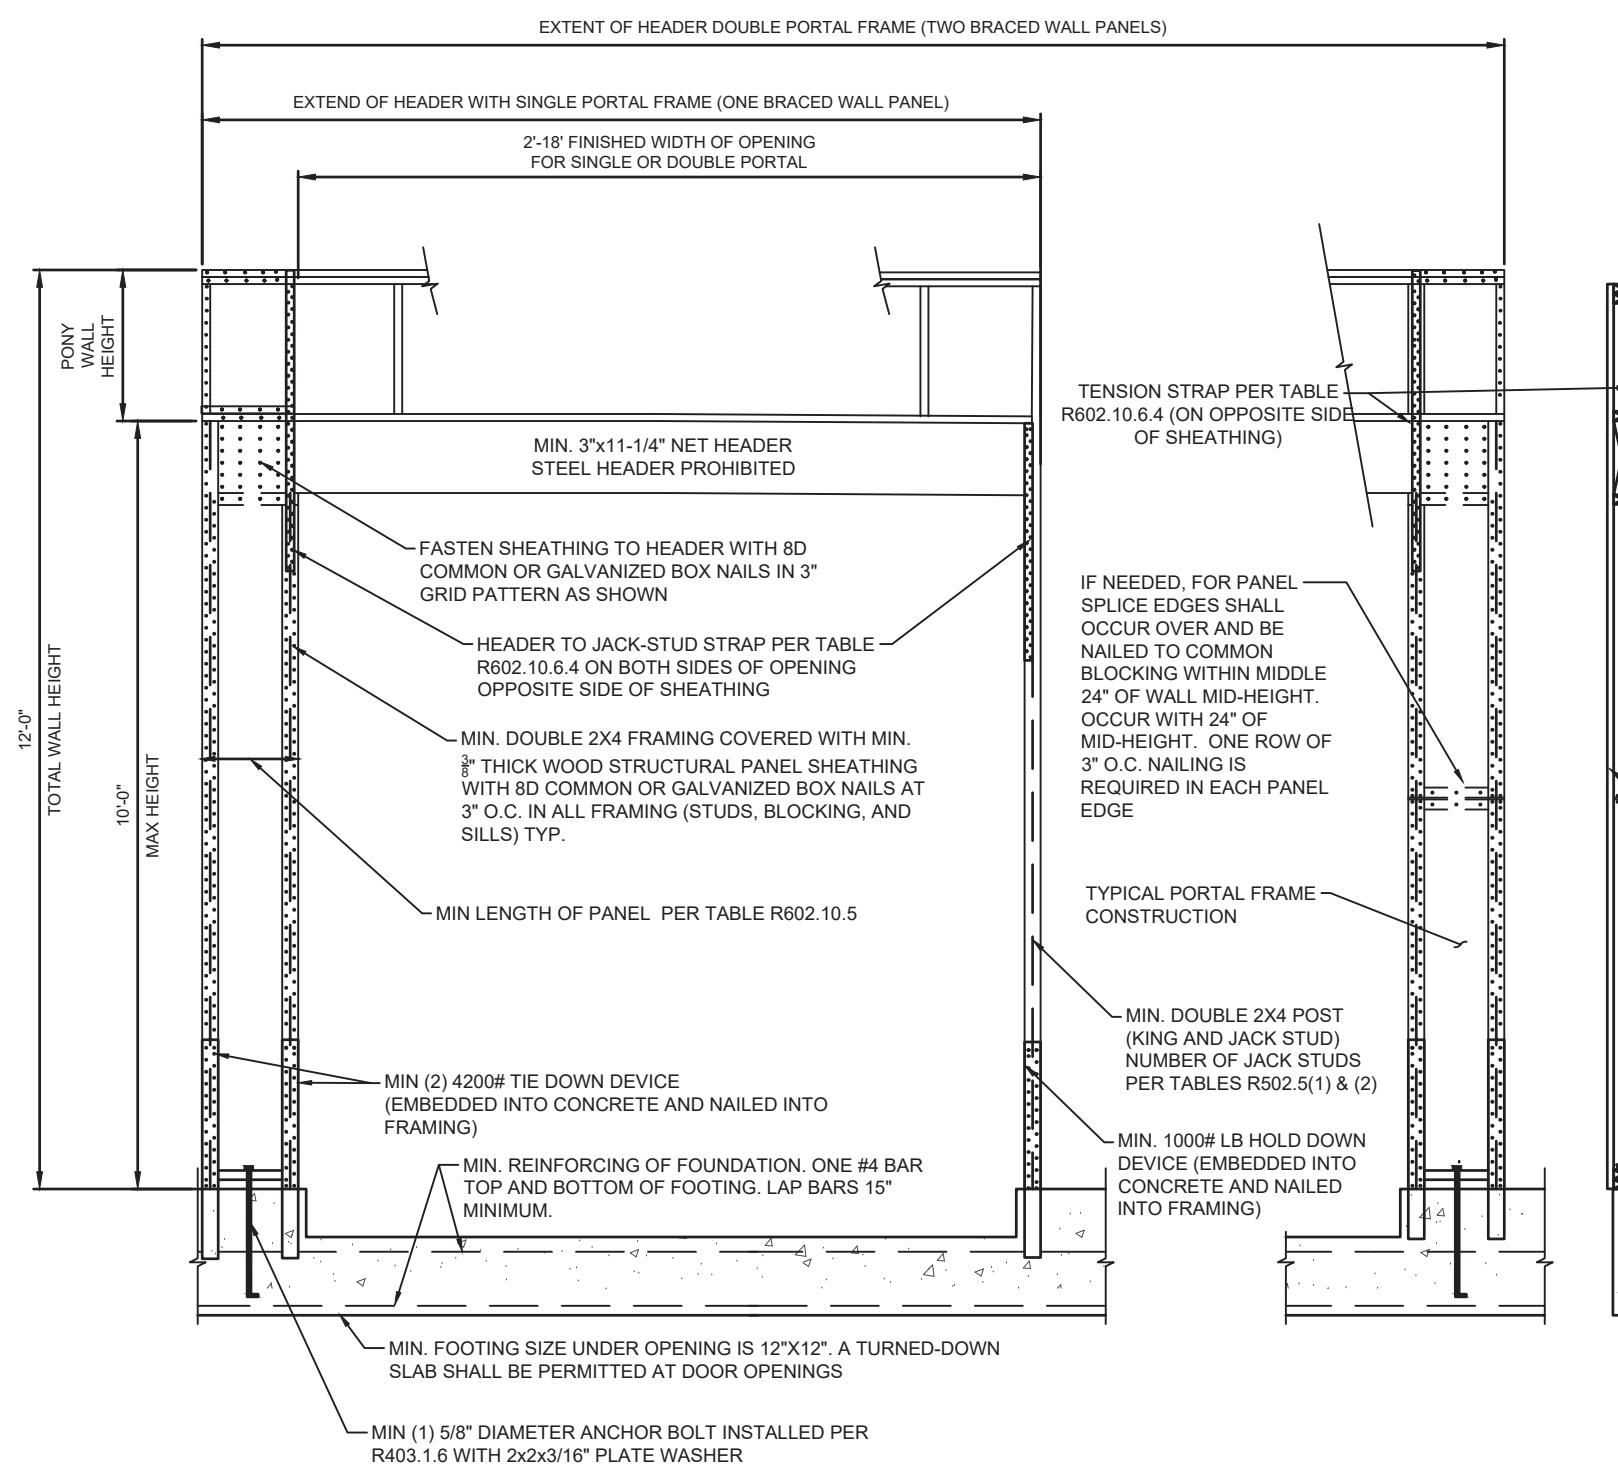 EXTENT OF HEADER DOUBLE PORTAL FRAME (TWO BRACED WALL PANELS)
EXTEND OF HEADER WITH SINGLE PORTAL FRAME (ONE BRACED WALL PANEL)
2'-18' FINISHED WIDTH OF OPENING
FOR SINGLE OR DOUBLE PORTAL
PONY
WALL
HEIGHT
12'-0"
TOTAL WALL HEIGHT
10'-0"
MAX HEIGHT
MIN. 3"x11-1/4" NET HEADER
STEEL HEADER PROHIBITED
TENSION STRAP PER TABLE
R602.10.6.4 (ON OPPOSITE SIDE
OF SHEATHING)
FASTEN SHEATHING TO HEADER WITH 8D
COMMON OR GALVANIZED BOX NAILS IN 3"
GRID PATTERN AS SHOWN
HEADER TO JACK-STUD STRAP PER TABLE
R602.10.6.4 ON BOTH SIDES OF OPENING
OPPOSITE SIDE OF SHEATHING
MIN. DOUBLE 2X4 FRAMING COVERED WITH MIN.
3/8" THICK WOOD STRUCTURAL PANEL SHEATHING
WITH 8D COMMON OR GALVANIZED BOX NAILS AT
3" O.C. IN ALL FRAMING (STUDS, BLOCKING, AND
SILLS) TYP.
IF NEEDED, FOR PANEL
SPLICE EDGES SHALL
OCCUR OVER AND BE
NAILED TO COMMON
BLOCKING WITHIN MIDDLE
24" OF WALL MID-HEIGHT.
OCCUR WITH 24" OF
MID-HEIGHT. ONE ROW OF
3" O.C. NAILING IS
REQUIRED IN EACH PANEL
EDGE
MIN LENGTH OF PANEL PER TABLE R602.10.5
TYPICAL PORTAL FRAME
CONSTRUCTION
MIN. DOUBLE 2X4 POST
(KING AND JACK STUD)
NUMBER OF JACK STUDS
PER TABLES R502.5(1) & (2)
MIN (2) 4200# TIE DOWN DEVICE
(EMBEDDED INTO CONCRETE AND NAILED INTO
FRAMING)
MIN. 1000# LB HOLD DOWN
DEVICE (EMBEDDED INTO
CONCRETE AND NAILED
INTO FRAMING)
MIN. REINFORCING OF FOUNDATION. ONE #4 BAR
TOP AND BOTTOM OF FOOTING. LAP BARS 15"
MINIMUM.
MIN. FOOTING SIZE UNDER OPENING IS 12"X12". A TURNED-DOWN
SLAB SHALL BE PERMITTED AT DOOR OPENINGS
MIN (1) 5/8" DIAMETER ANCHOR BOLT INSTALLED PER
R403.1.6 WITH 2x2x3/16" PLATE WASHER